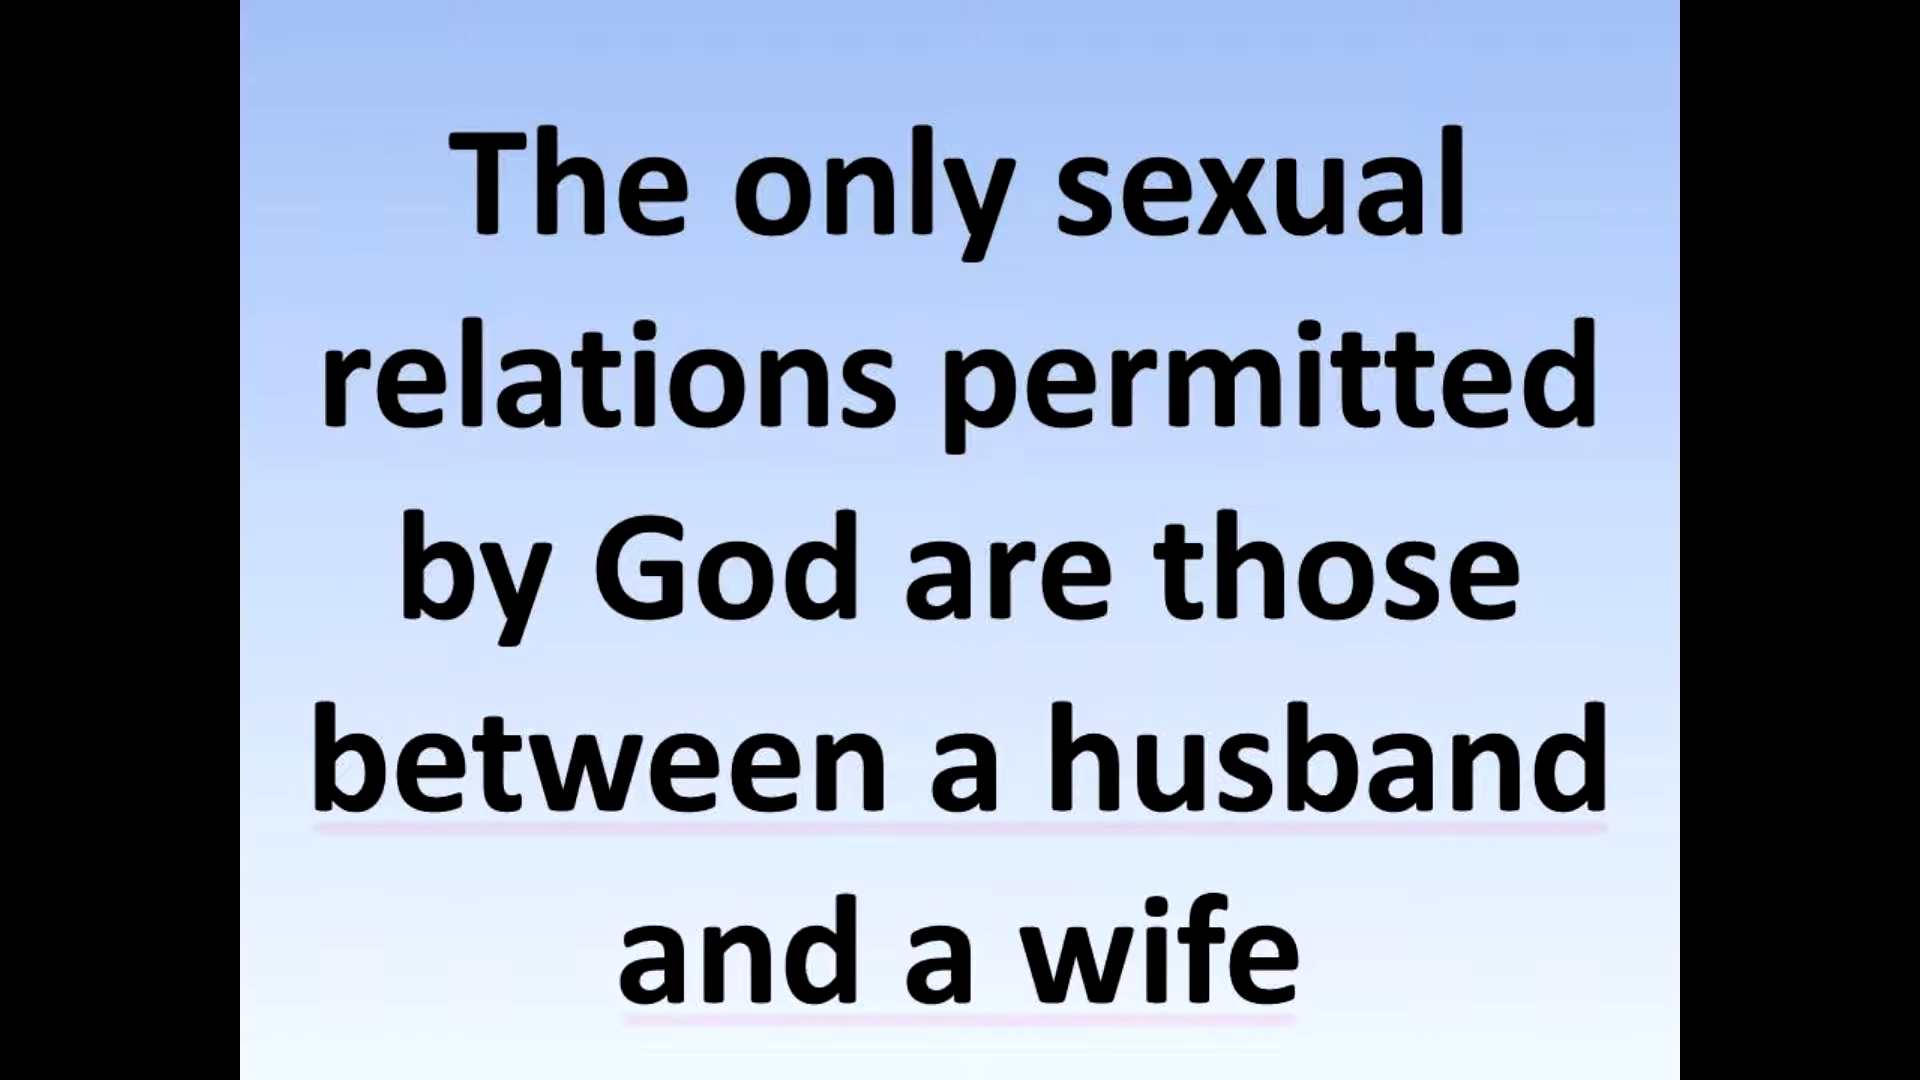 The only sexual
relations permitted
by God are those
between a husband
and a wife